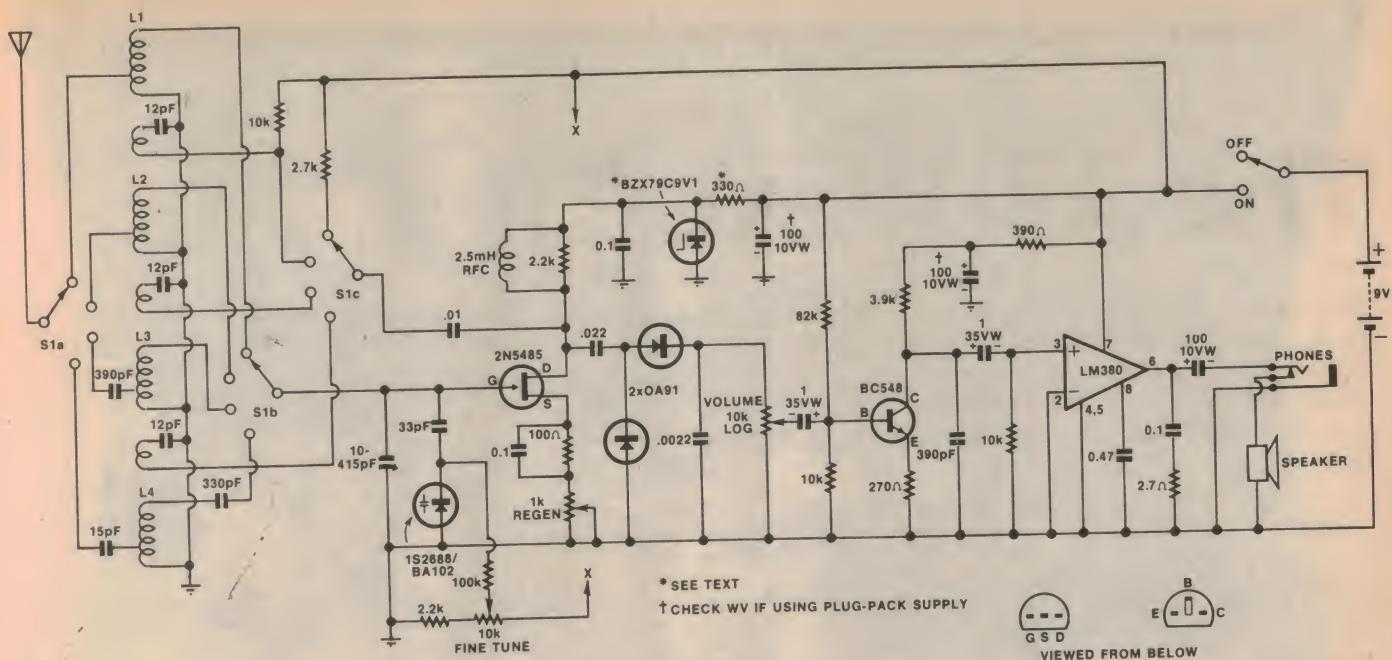 L1
12pF
10k
2.7k
X
OFF
ON
L2
*BZX79C9V1
*
330Ω
†
100
10VW
390Ω
†
100
10VW
+
9V
−
2.5mH
RFC
2.2k
0.1
12pF
S1c
S1a
.01
82k
3.9k
1
35VW
3
+
7
LM380
6
8
−
2
4,5
100
10VW
PHONES
L3
390pF
S1b
2N5485
D
G
S
.022
2xOA91
VOLUME
10k
LOG
1
35VW
BC548
C
B
E
12pF
33pF
0.1
100Ω
.0022
10k
390pF
10k
0.47
0.1
SPEAKER
10-
415pF
1k
REGEN
270Ω
2.7Ω
330pF
L4
15pF
1S2688/
BA102
100k
X
2.2k
10k
FINE TUNE
* SEE TEXT
† CHECK WV IF USING PLUG-PACK SUPPLY
B
E
C
G S D
VIEWED FROM BELOW